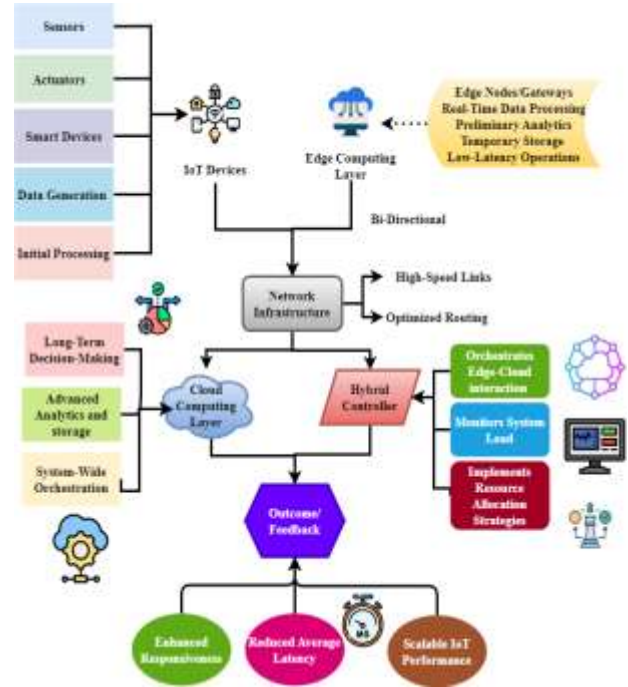 Sensors
Actuators
Smart Devices
Data Generation
Initial Processing
IoT Devices
Edge Computing
Layer
Edge Nodes/Gateways
Real-Time Data Processing
Preliminary Analytics
Temporary Storage
Low-Latency Operations
Bi-Directional
Network
Infrastructure
High-Speed Links
Optimized Routing
Long-Term
Decision-Making
Advanced
Analytics and
storage
System-Wide
Orchestration
Cloud
Computing
Layer
Hybrid
Controller
Orchestrates
Edge-Cloud
interaction
Monitors System
Load
Implements
Resource
Allocation
Strategies
Outcome/
Feedback
Enhanced
Responsiveness
Reduced Average
Latency
MS
Scalable IoT
Performance